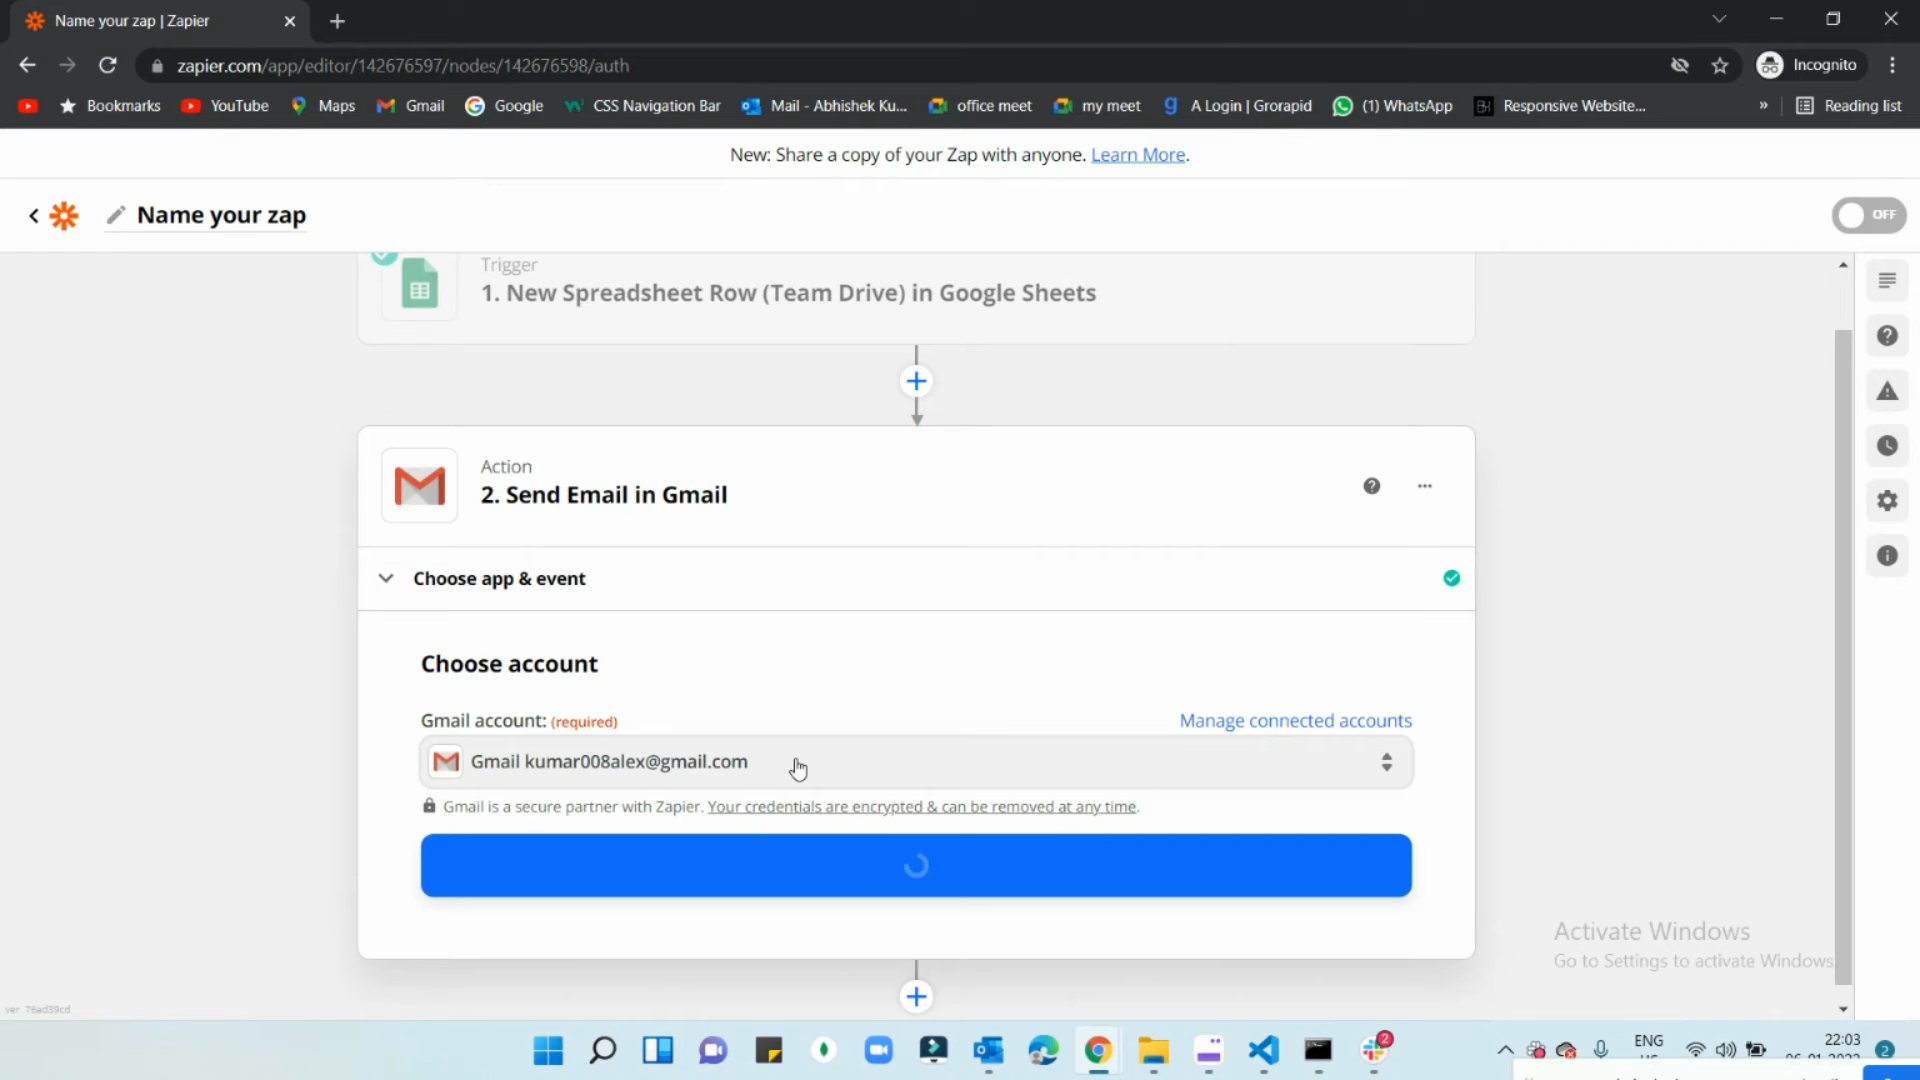 Name your zap | Zapier
zapier.com/app/editor/142676597/nodes/142676598/auth
Incognito
Bookmarks YouTube Maps Gmail Google CSS Navigation Bar Mail - Abhishek Ku... office meet my meet A Login | Grorapid (1) WhatsApp Responsive Website... » Reading list
New: Share a copy of your Zap with anyone. Learn More.
Name your zap
OFF
Trigger
1. New Spreadsheet Row (Team Drive) in Google Sheets
Action
2. Send Email in Gmail
Choose app & event
Choose account
Gmail account: (required)
Manage connected accounts
Gmail kumar008alex@gmail.com
Gmail is a secure partner with Zapier. Your credentials are encrypted & can be removed at any time.
Activate Windows
Go to Settings to activate Windows.
ver. 76ad39cd
2
ENG
22:03
2